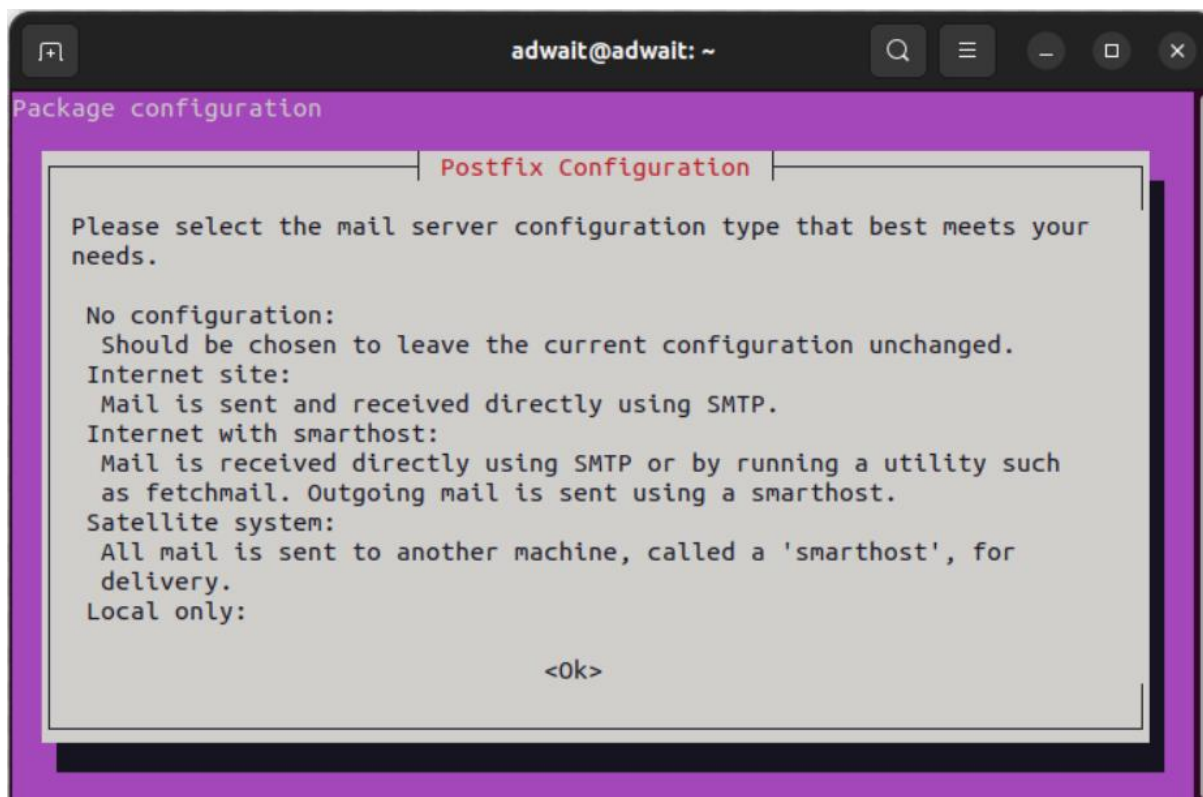 adwait@adwait: ~
Package configuration
Postfix Configuration
Please select the mail server configuration type that best meets your
needs.
No configuration:
Should be chosen to leave the current configuration unchanged.
Internet site:
Mail is sent and received directly using SMTP.
Internet with smarthost:
Mail is received directly using SMTP or by running a utility such
as fetchmail. Outgoing mail is sent using a smarthost.
Satellite system:
All mail is sent to another machine, called a 'smarthost', for
delivery.
Local only:
<Ok>